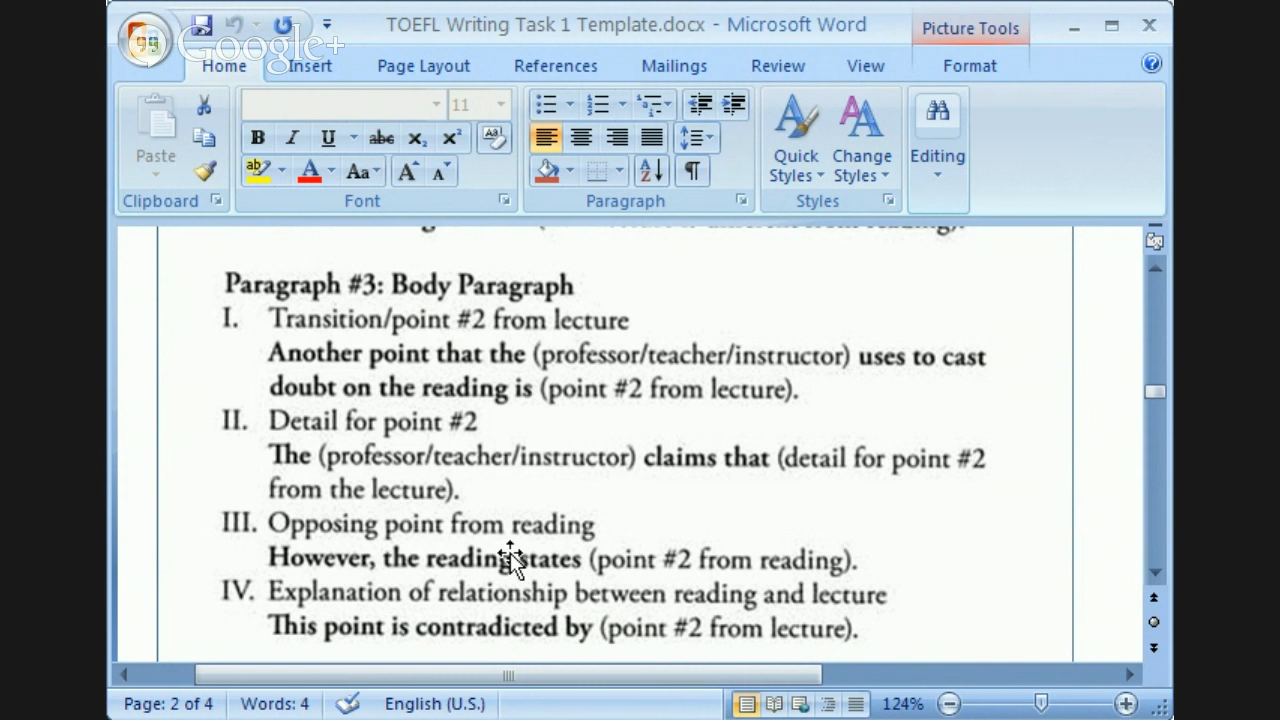 TOEFL Writing Task 1 Template.docx - Microsoft Word
Picture Tools
Google+
Home Insert Page Layout References Mailings Review View Format
11
Paste
Quick Styles
Change Styles
Editing
Clipboard Font Paragraph Styles
Paragraph #3: Body Paragraph
I. Transition/point #2 from lecture
Another point that the (professor/teacher/instructor) uses to cast
doubt on the reading is (point #2 from lecture).
II. Detail for point #2
The (professor/teacher/instructor) claims that (detail for point #2
from the lecture).
III. Opposing point from reading
However, the reading states (point #2 from reading).
IV. Explanation of relationship between reading and lecture
This point is contradicted by (point #2 from lecture).
Page: 2 of 4 Words: 4 English (U.S.) 124%